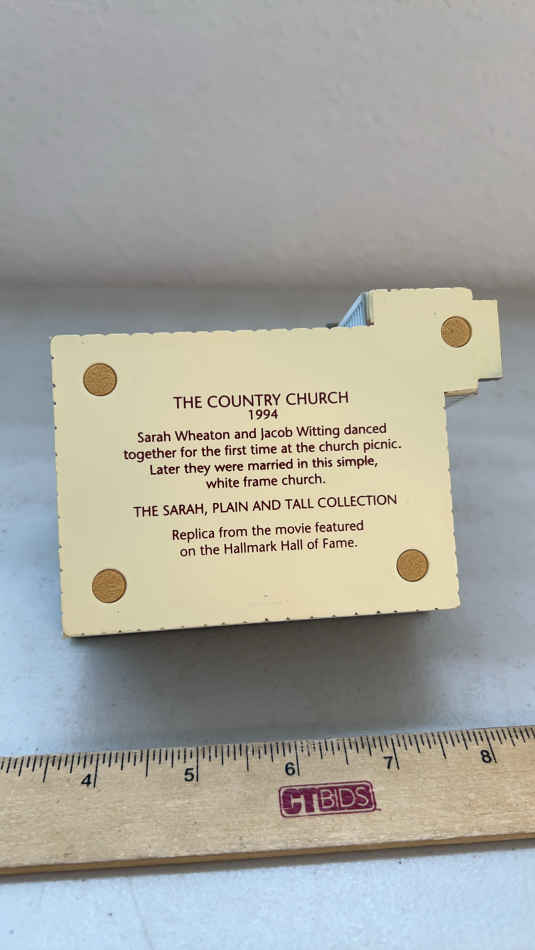 THE COUNTRY CHURCH
1994
Sarah Wheaton and Jacob Witting danced
together for the first time at the church picnic.
Later they were married in this simple,
white frame church.
THE SARAH, PLAIN AND TALL COLLECTION
Replica from the movie featured
on the Hallmark Hall of Fame.
4 5 6 7 8
CTBIDS